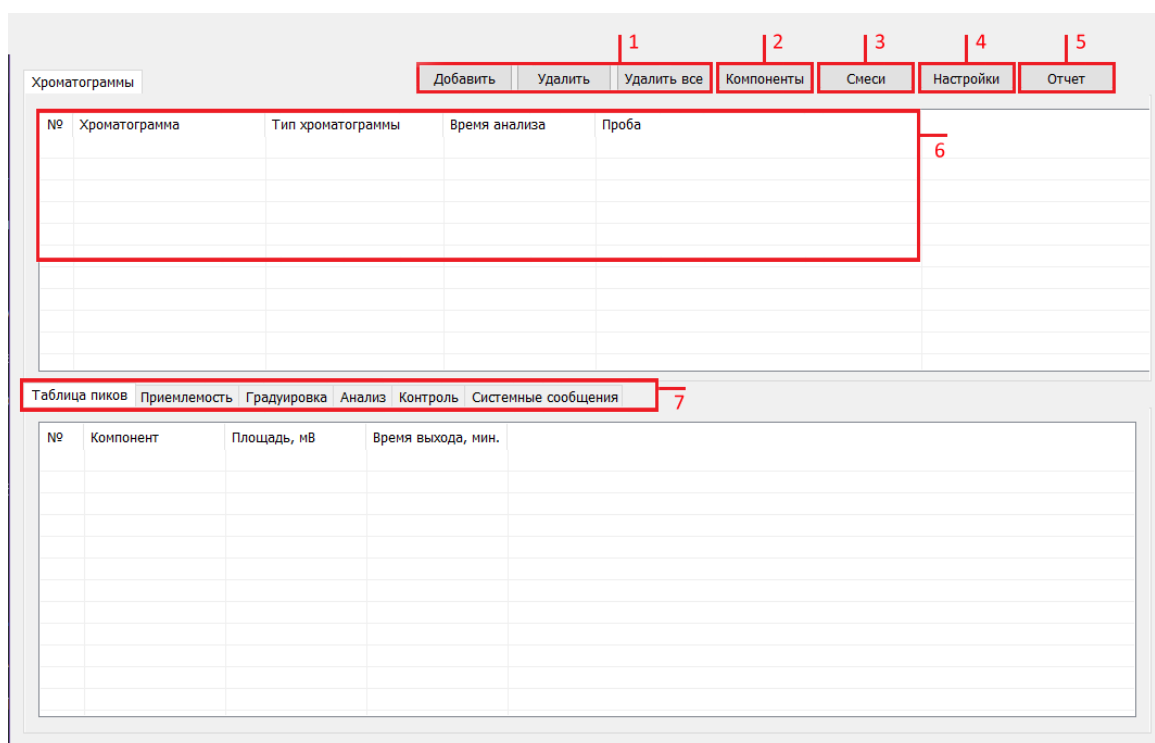 1 2 3 4 5
Хроматограммы Добавить Удалить Удалить все Компоненты Смеси Настройки Отчет
№ Хроматограмма Тип хроматограммы Время анализа Проба
6
Таблица пиков Приемлемость Градуировка Анализ Контроль Системные сообщения
7
№ Компонент Площадь, мВ Время выхода, мин.